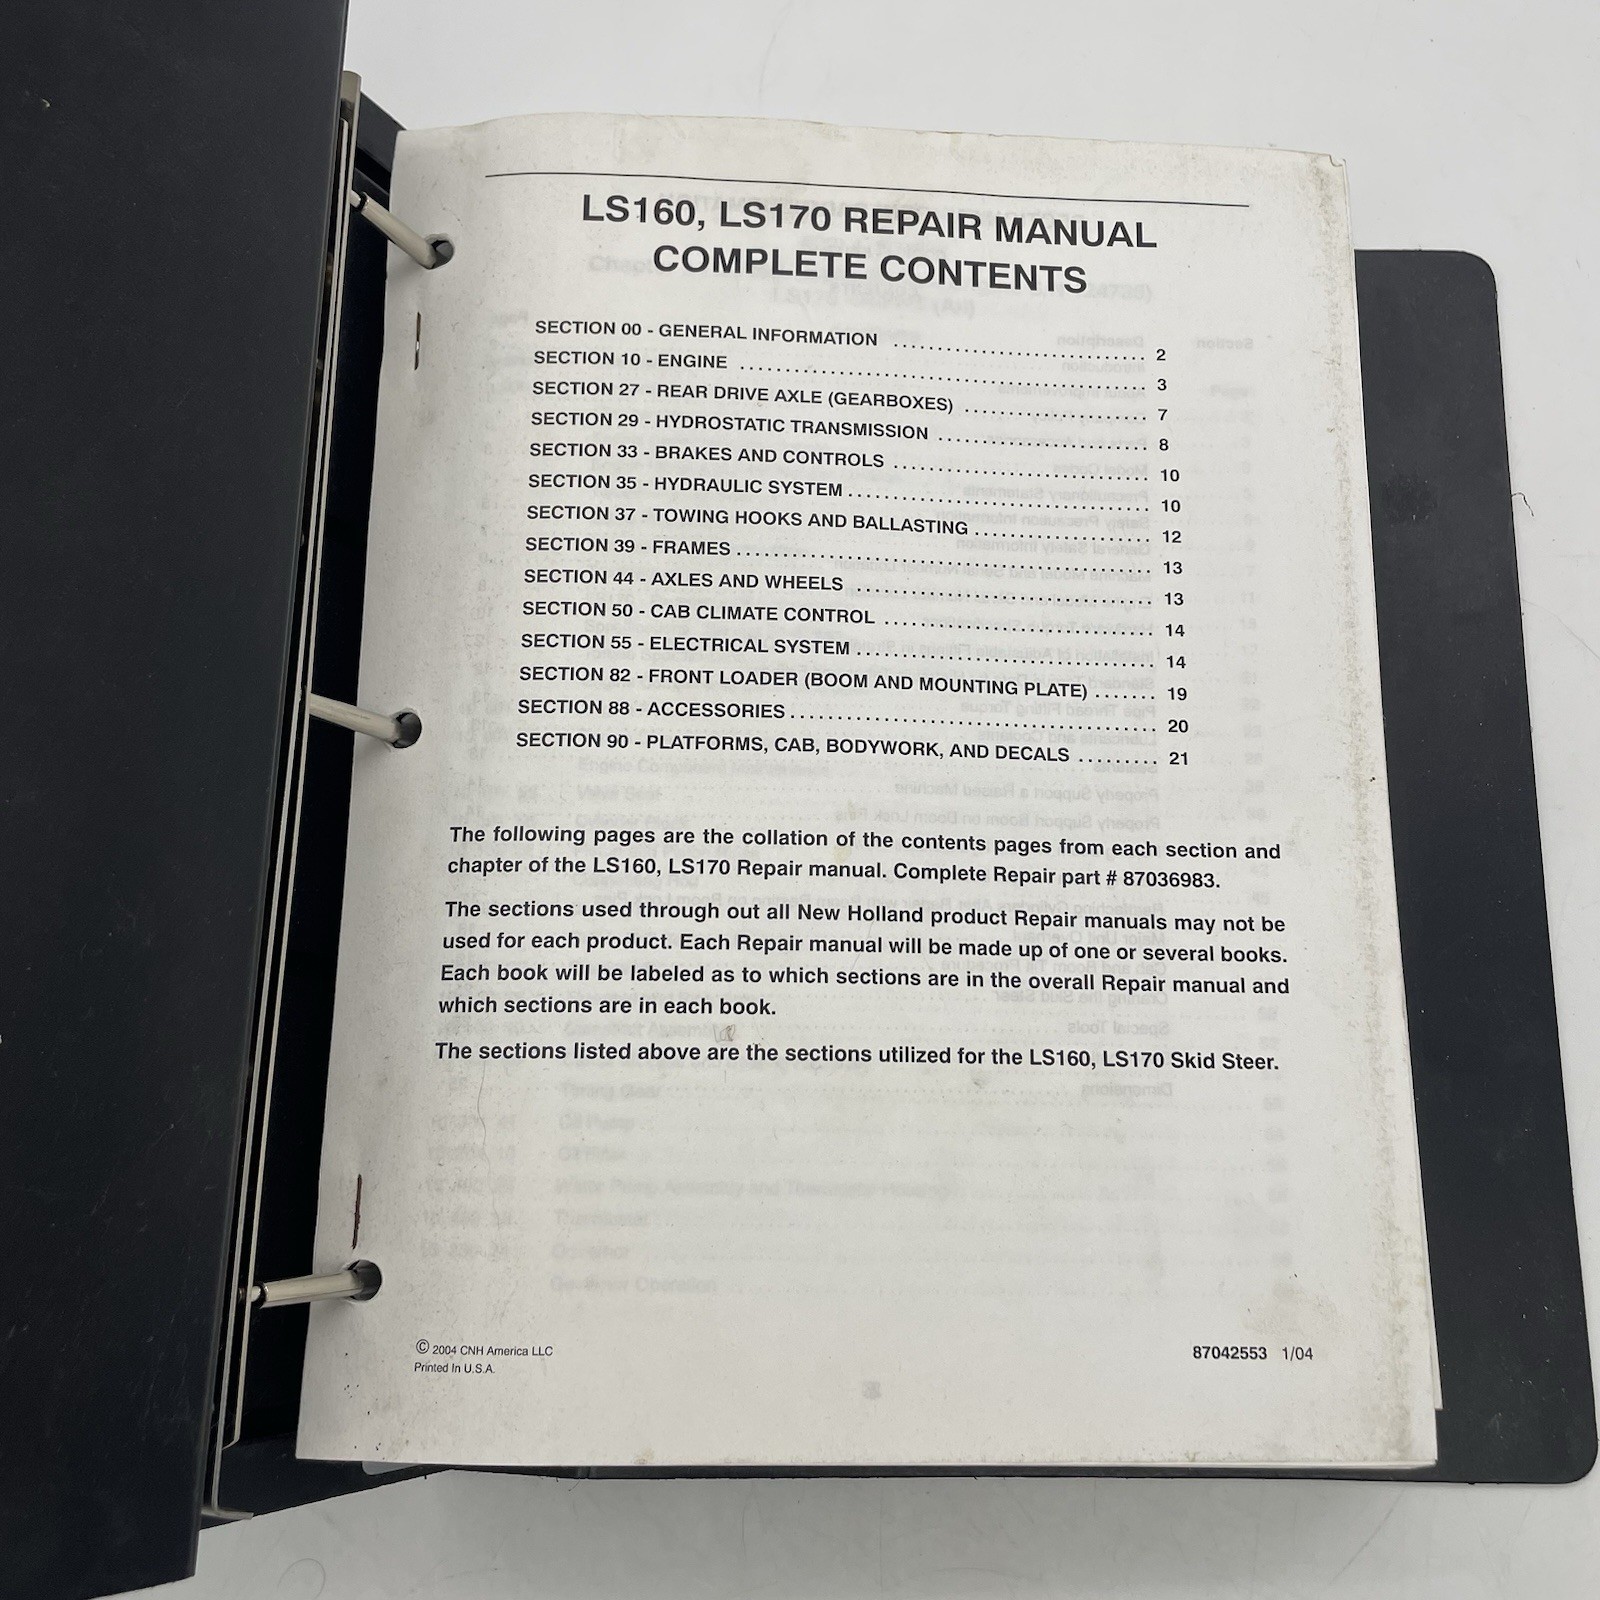 LS160, LS170 REPAIR MANUAL
COMPLETE CONTENTS
SECTION 00 - GENERAL INFORMATION ............................ 2
SECTION 10 - ENGINE ............................................. 3
SECTION 27 - REAR DRIVE AXLE (GEARBOXES) .................... 7
SECTION 29 - HYDROSTATIC TRANSMISSION ....................... 8
SECTION 33 - BRAKES AND CONTROLS ............................ 10
SECTION 35 - HYDRAULIC SYSTEM ................................. 10
SECTION 37 - TOWING HOOKS AND BALLASTING .................... 12
SECTION 39 - FRAMES .............................................. 13
SECTION 44 - AXLES AND WHEELS ................................. 13
SECTION 50 - CAB CLIMATE CONTROL .............................. 14
SECTION 55 - ELECTRICAL SYSTEM .................................. 14
SECTION 82 - FRONT LOADER (BOOM AND MOUNTING PLATE) ....... 19
SECTION 88 - ACCESSORIES ......................................... 20
SECTION 90 - PLATFORMS, CAB, BODYWORK, AND DECALS ......... 21
The following pages are the collation of the contents pages from each section and
chapter of the LS160, LS170 Repair manual. Complete Repair part # 87036983.
The sections used through out all New Holland product Repair manuals may not be
used for each product. Each Repair manual will be made up of one or several books.
Each book will be labeled as to which sections are in the overall Repair manual and
which sections are in each book.
The sections listed above are the sections utilized for the LS160, LS170 Skid Steer.
© 2004 CNH America LLC
Printed In U.S.A.
87042553 1/04